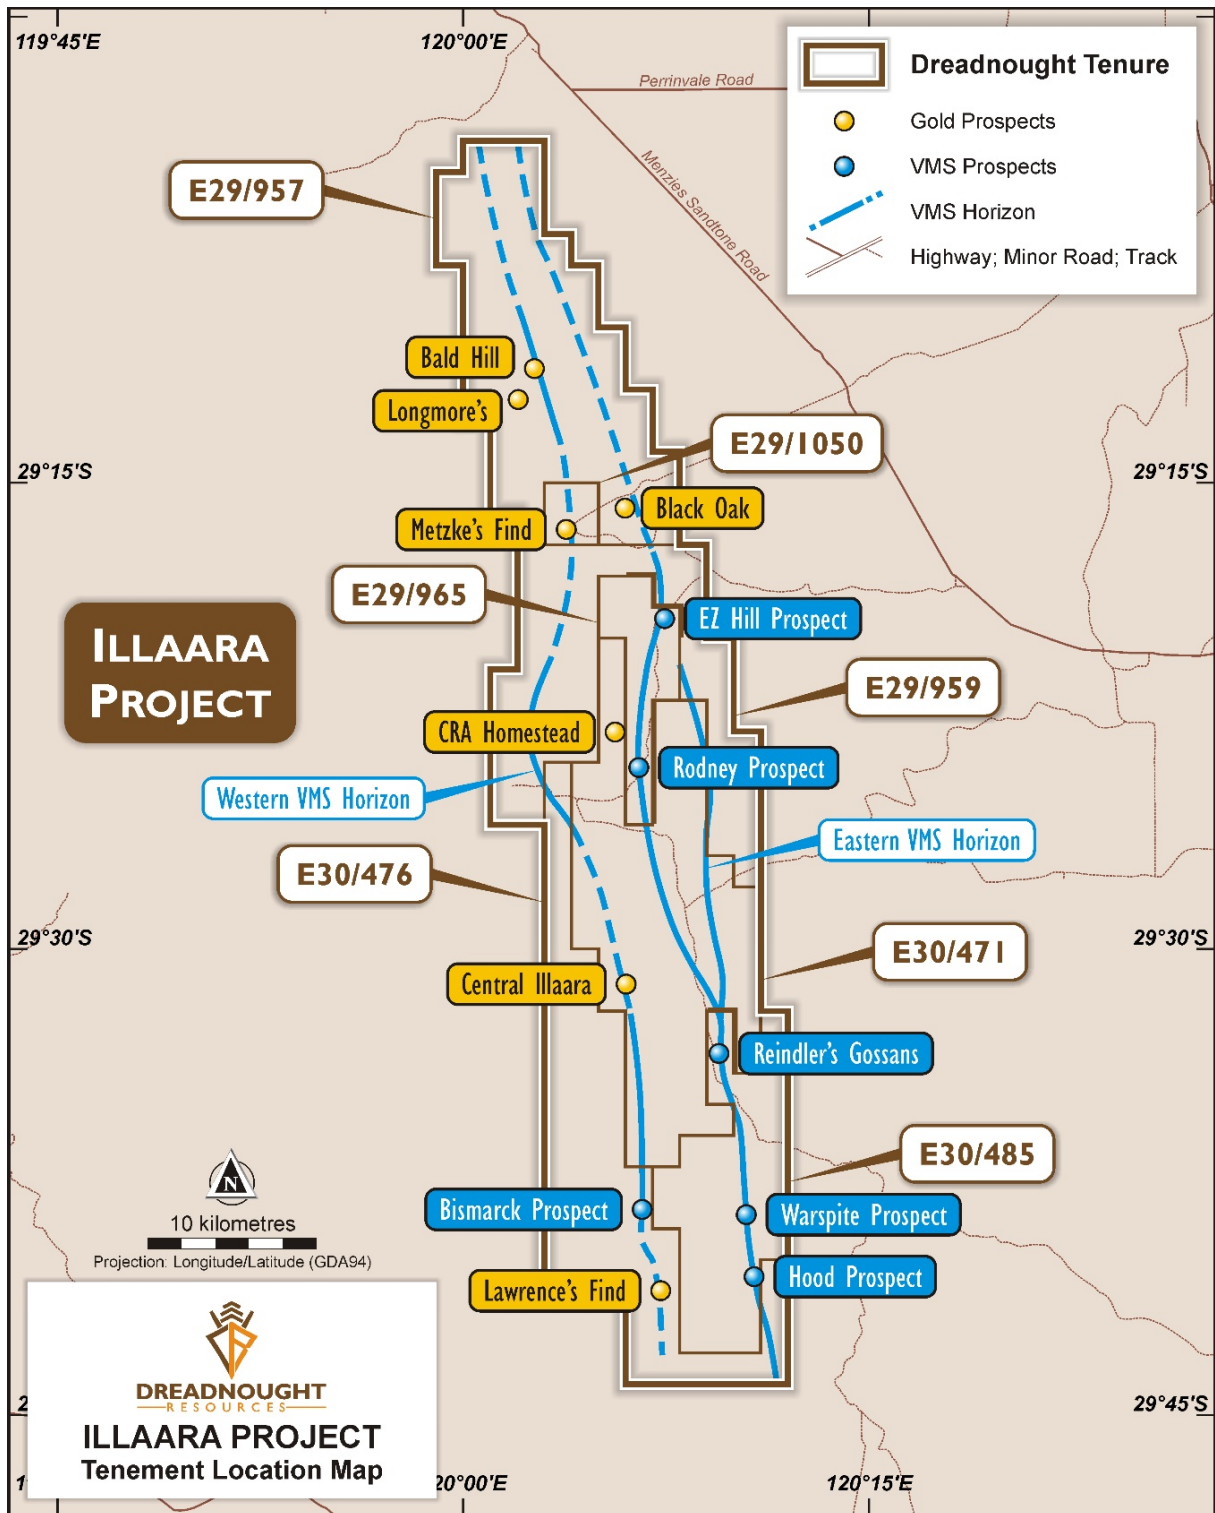 119°45'E
120°00'E
Dreadnought Tenure
Gold Prospects
VMS Prospects
VMS Horizon
Highway; Minor Road; Track
Perrinvale Road
Menzies Sandtone Road
E29/957
Bald Hill
Longmore's
E29/1050
29°15'S
29°15'S
Black Oak
Metzke's Find
E29/965
EZ Hill Prospect
ILLAARA
PROJECT
E29/959
CRA Homestead
Rodney Prospect
Western VMS Horizon
Eastern VMS Horizon
E30/476
29°30'S
29°30'S
E30/471
Central Illaara
Reindler's Gossans
E30/485
N
10 kilometres
Projection: Longitude/Latitude (GDA94)
Bismarck Prospect
Warspite Prospect
Hood Prospect
Lawrence's Find
DREADNOUGHT
RESOURCES
ILLAARA PROJECT
Tenement Location Map
29°45'S
20°00'E
120°15'E